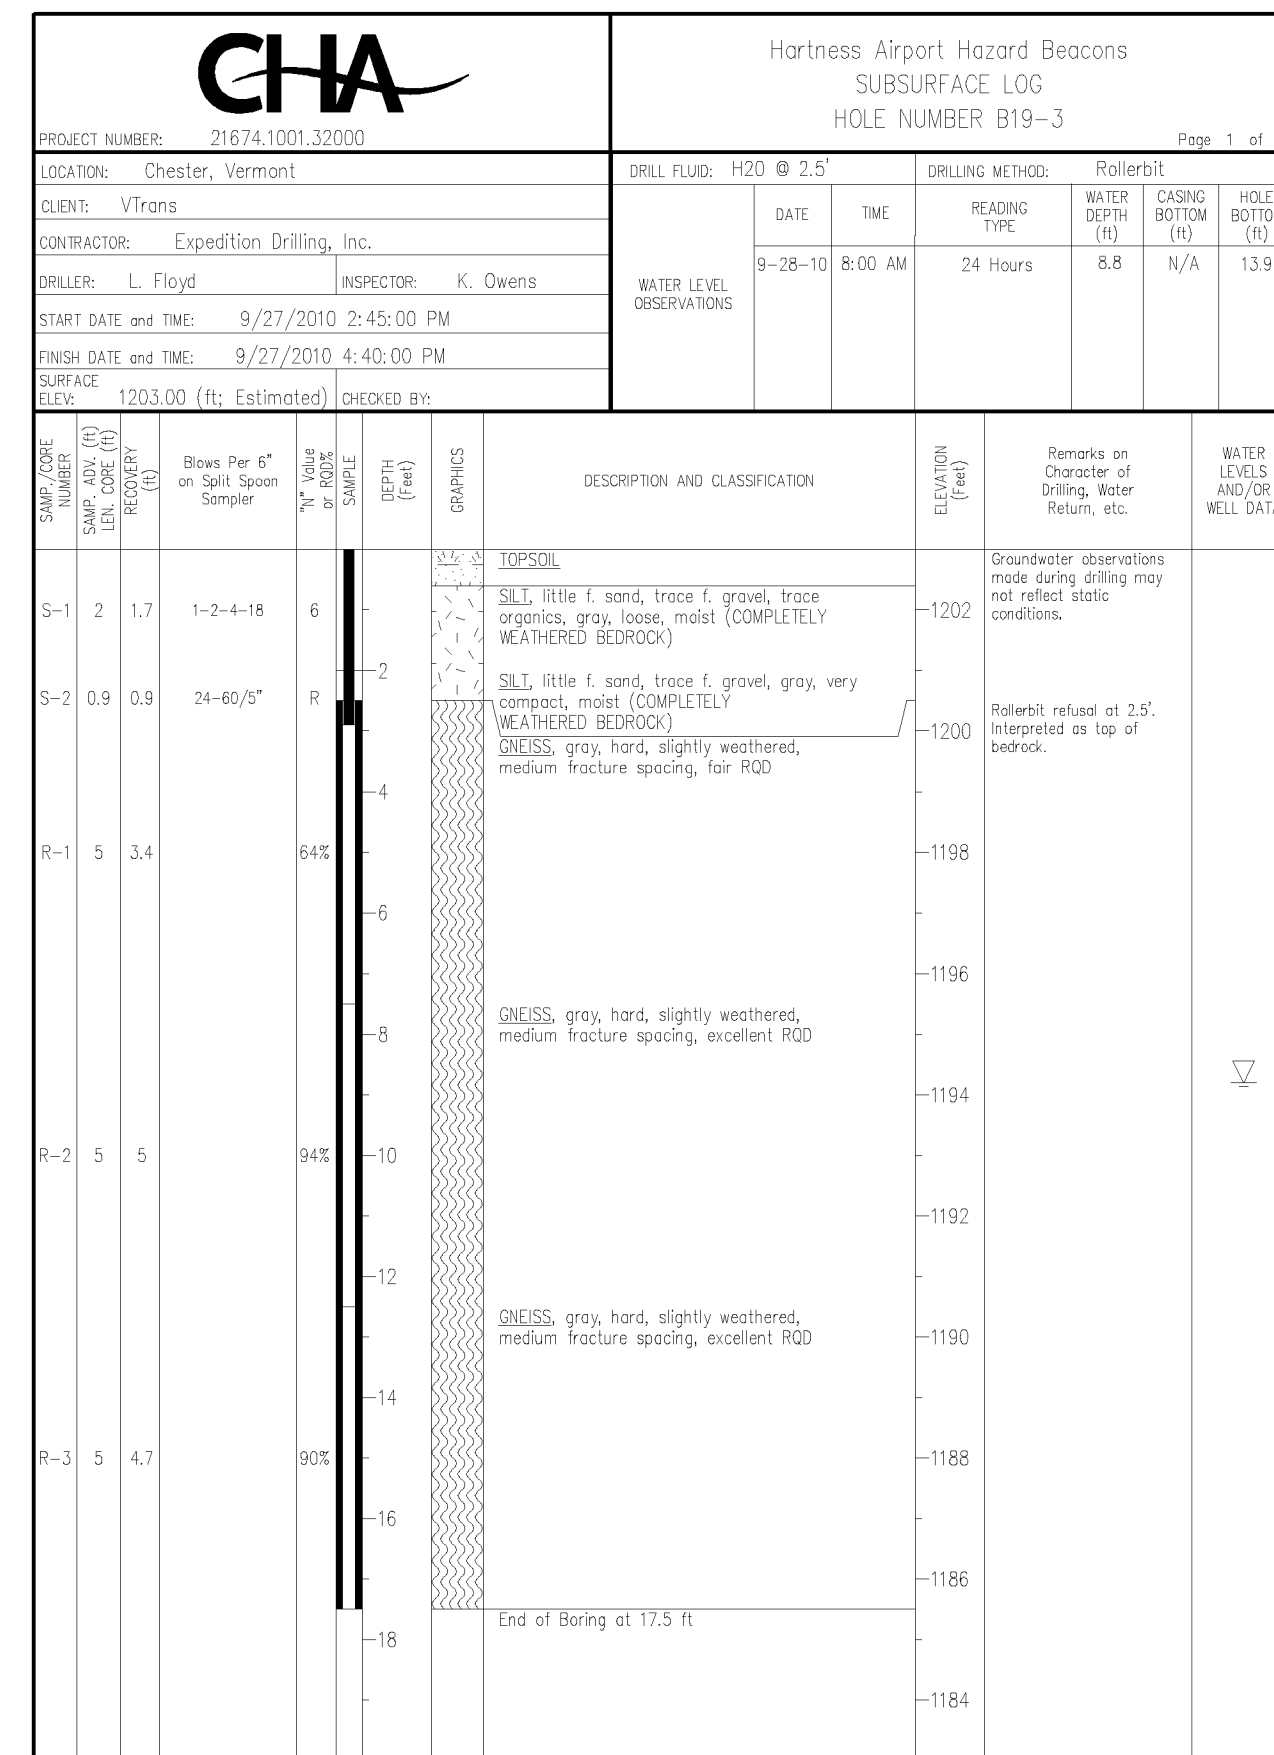 CHA
PROJECT NUMBER: 21674.1001.32000
Hartness Airport Hazard Beacons
SUBSURFACE LOG
HOLE NUMBER B19-3
Page 1 of
LOCATION: Chester, Vermont
CLIENT: VTrans
CONTRACTOR: Expedition Drilling, Inc.
DRILLER: L. Floyd INSPECTOR: K. Owens
START DATE and TIME: 9/27/2010 2:45:00 PM
FINISH DATE and TIME: 9/27/2010 4:40:00 PM
SURFACE
ELEV: 1203.00 (ft; Estimated) CHECKED BY:
DRILL FLUID: H20 @ 2.5' DRILLING METHOD: Rollerbit
WATER LEVEL
OBSERVATIONS
DATE
TIME
READING
TYPE
WATER
DEPTH
(ft)
CASING
BOTTOM
(ft)
HOLE
BOTTO
(ft)
9-28-10 8:00 AM 24 Hours 8.8 N/A 13.9
SAMP./CORE
NUMBER
SAMP. ADV. (ft)
LEN. CORE (ft)
RECOVERY
(ft)
Blows Per 6"
on Split Spoon
Sampler
"N" Value
or RQD%
SAMPLE
DEPTH
(Feet)
GRAPHICS
DESCRIPTION AND CLASSIFICATION
ELEVATION
(Feet)
Remarks on
Character of
Drilling, Water
Return, etc.
WATER
LEVELS
AND/OR
WELL DATA
TOPSOIL
Groundwater observations
made during drilling may
not reflect static
conditions.
S-1 2 1.7 1-2-4-18 6
SILT, little f. sand, trace f. gravel, trace
organics, gray, loose, moist (COMPLETELY
WEATHERED BEDROCK)
1202
2
S-2 0.9 0.9 24-60/5" R
SILT, little f. sand, trace f. gravel, gray, very
compact, moist (COMPLETELY
WEATHERED BEDROCK)
Rollerbit refusal at 2.5'.
Interpreted as top of
bedrock.
1200
GNEISS, gray, hard, slightly weathered,
medium fracture spacing, fair RQD
4
R-1 5 3.4 64%
1198
6
1196
GNEISS, gray, hard, slightly weathered,
medium fracture spacing, excellent RQD
8
1194
R-2 5 5 94%
10
1192
12
GNEISS, gray, hard, slightly weathered,
medium fracture spacing, excellent RQD
1190
14
R-3 5 4.7 90%
1188
16
1186
End of Boring at 17.5 ft
18
1184